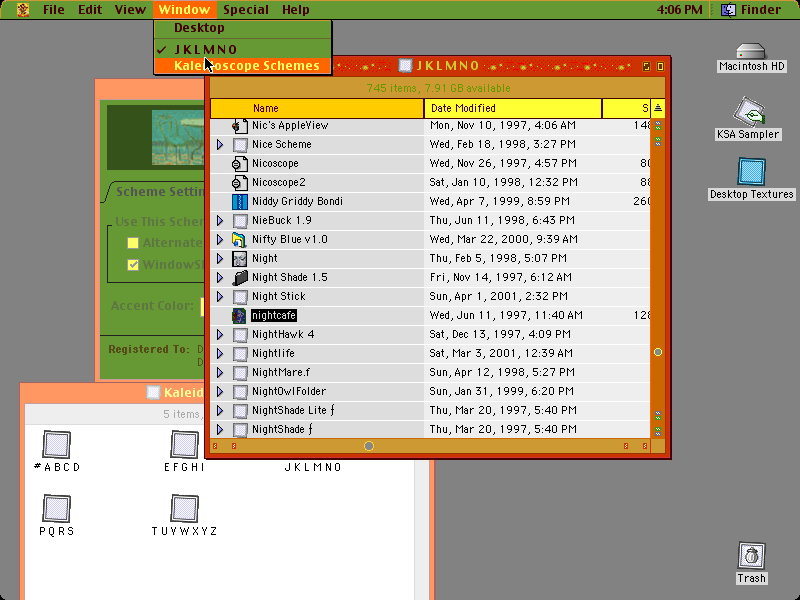 File Edit View Window Special Help 4:06 PM Finder
Desktop
✓ JKLMNO
Kaleidoscope Schemes
JKLMNO
745 items, 7.91 GB available
Name Date Modified S
Nic's AppleView Mon, Nov 10, 1997, 4:06 AM 148
Nice Scheme Wed, Feb 18, 1998, 3:27 PM
Nicoscope Wed, Nov 26, 1997, 4:57 PM 80
Nicoscope2 Sat, Jan 10, 1998, 12:32 PM 88
Niddy Griddy Bondi Wed, Apr 7, 1999, 8:59 PM 260
NieBuck 1.9 Thu, Jun 11, 1998, 6:43 PM
Nifty Blue v1.0 Wed, Mar 22, 2000, 9:39 AM
Night Thu, Feb 5, 1998, 5:07 PM
Night Shade 1.5 Fri, Nov 14, 1997, 6:12 AM
Night Stick Sun, Apr 1, 2001, 2:32 PM
nightcafe Wed, Jun 11, 1997, 11:40 AM 128
NightHawk 4 Sat, Dec 13, 1997, 4:09 PM
Nightlife Sat, Mar 3, 2001, 12:39 AM
NightMare.f Sun, Apr 12, 1998, 5:27 PM
NightOwlFolder Sun, Jan 31, 1999, 6:20 PM
NightShade Lite ƒ Thu, Mar 20, 1997, 5:40 PM
NightShade ƒ Thu, Mar 20, 1997, 5:40 PM
Scheme Settin
Use This Schem
Alternate
WindowSh
Accent Color:
Registered To: D
D
Kaleid
5 items,
#ABCD
EFGHI
JKLMNO
PQRS
TUVWXYZ
Macintosh HD
KSA Sampler
Desktop Textures
Trash